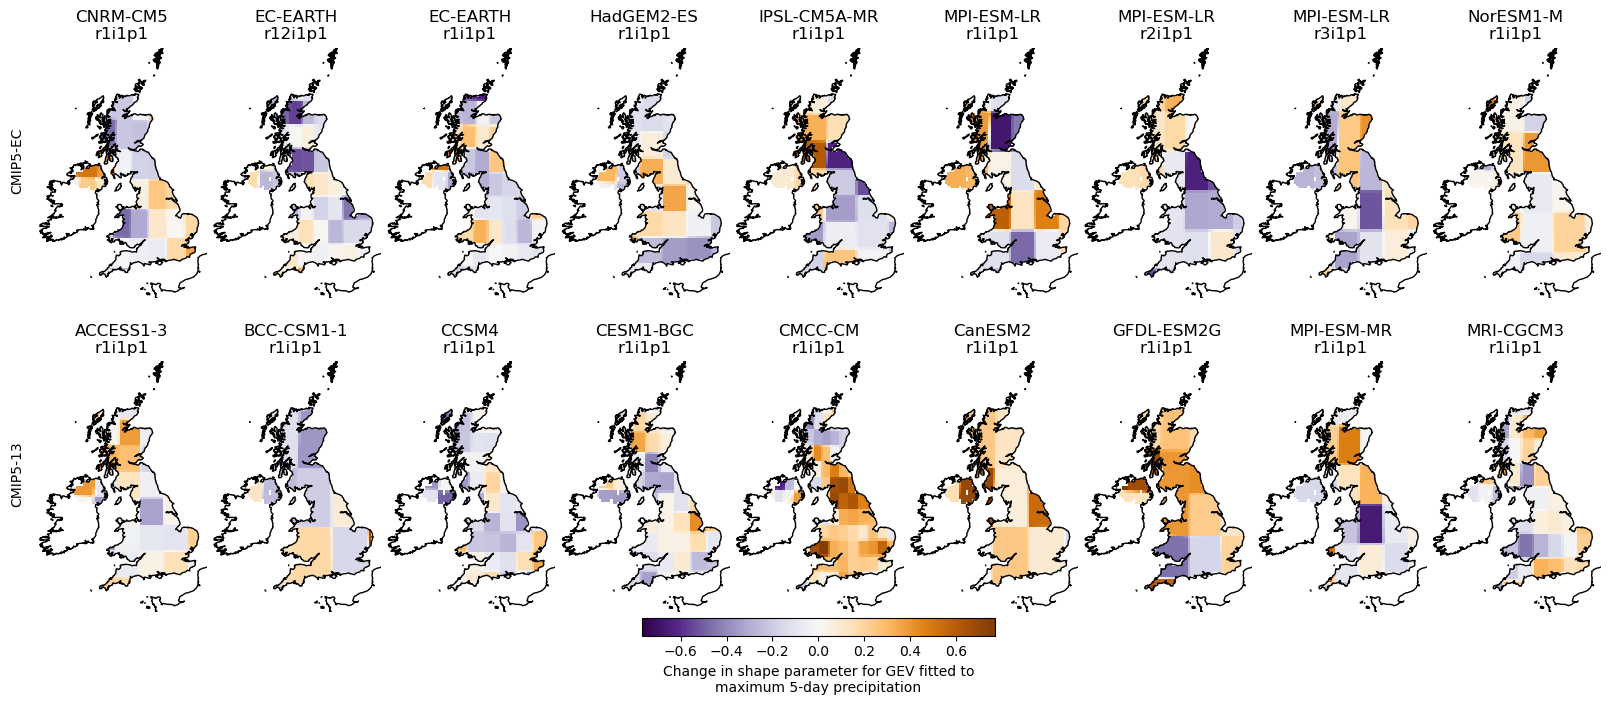 CNRM-CM5
r1i1p1
EC-EARTH
r12i1p1
EC-EARTH
r1i1p1
HadGEM2-ES
r1i1p1
IPSL-CM5A-MR
r1i1p1
MPI-ESM-LR
r1i1p1
MPI-ESM-LR
r2i1p1
MPI-ESM-LR
r3i1p1
NorESM1-M
r1i1p1
CMIP5-EC
ACCESS1-3
r1i1p1
BCC-CSM1-1
r1i1p1
CCSM4
r1i1p1
CESM1-BGC
r1i1p1
CMCC-CM
r1i1p1
CanESM2
r1i1p1
GFDL-ESM2G
r1i1p1
MPI-ESM-MR
r1i1p1
MRI-CGCM3
r1i1p1
CMIP5-13
−0.6 −0.4 −0.2 0.0 0.2 0.4 0.6
Change in shape parameter for GEV fitted to
maximum 5-day precipitation